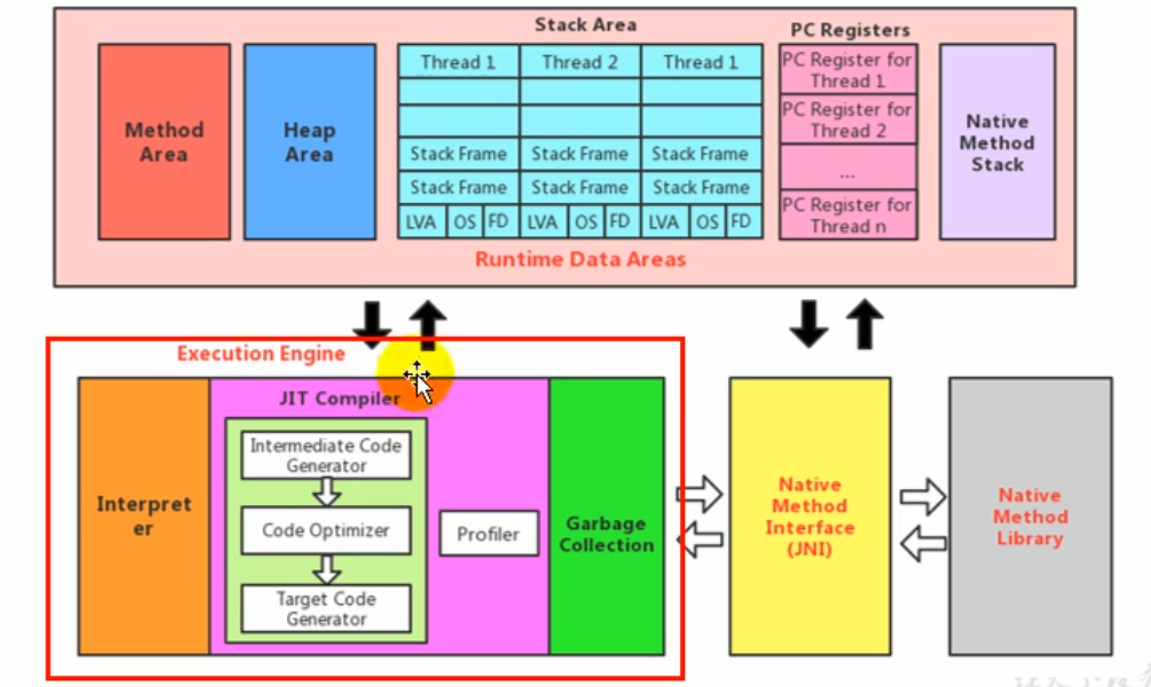 Stack Area
PC Registers
Method
Area
Heap
Area
Thread 1
Thread 2
Thread 1
Stack Frame
Stack Frame
Stack Frame
Stack Frame
Stack Frame
Stack Frame
LVA
OS
FD
LVA
OS
FD
LVA
OS
FD
PC Register for
Thread 1
PC Register for
Thread 2
...
PC Register for
Thread n
Native
Method
Stack
Runtime Data Areas
Execution Engine
Interpret
er
JIT Compiler
Intermediate Code
Generator
Code Optimizer
Target Code
Generator
Profiler
Garbage
Collection
Native
Method
Interface
(JNI)
Native
Method
Library